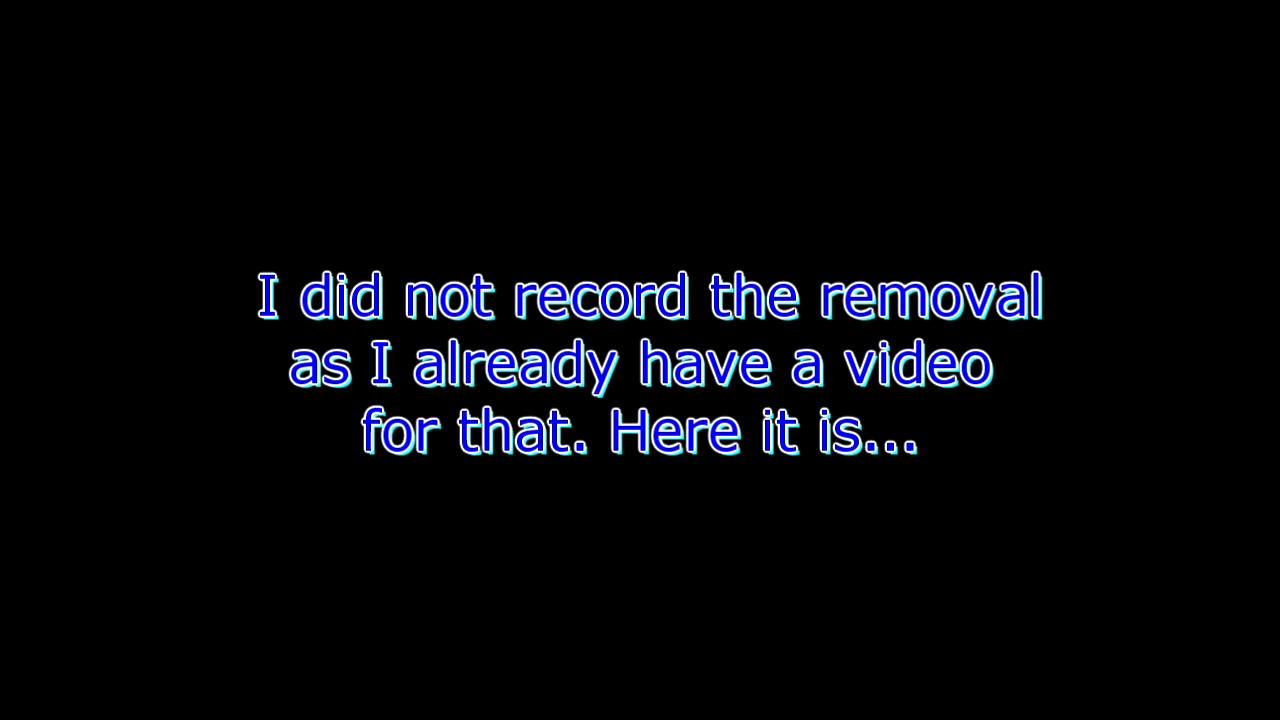 I did not record the removal
as I already have a video
for that. Here it is...